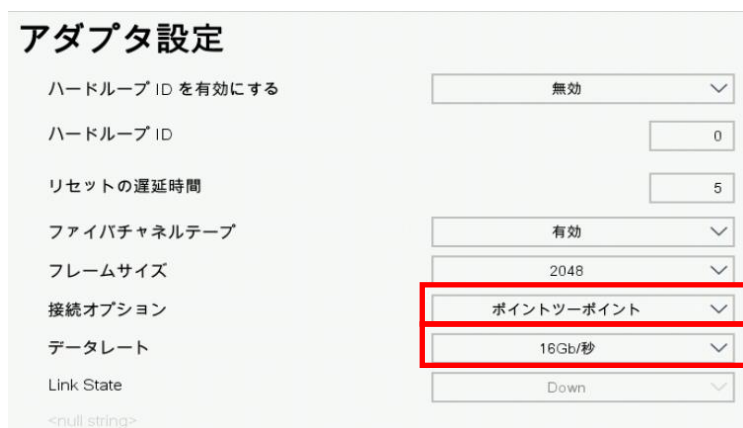 アダプタ設定
ハードループ ID を有効にする 無効
ハードループ ID 0
リセットの遅延時間 5
ファイバチャネルテープ 有効
フレームサイズ 2048
接続オプション ポイントツーポイント
データレート 16Gb/秒
Link State Down
<null string>